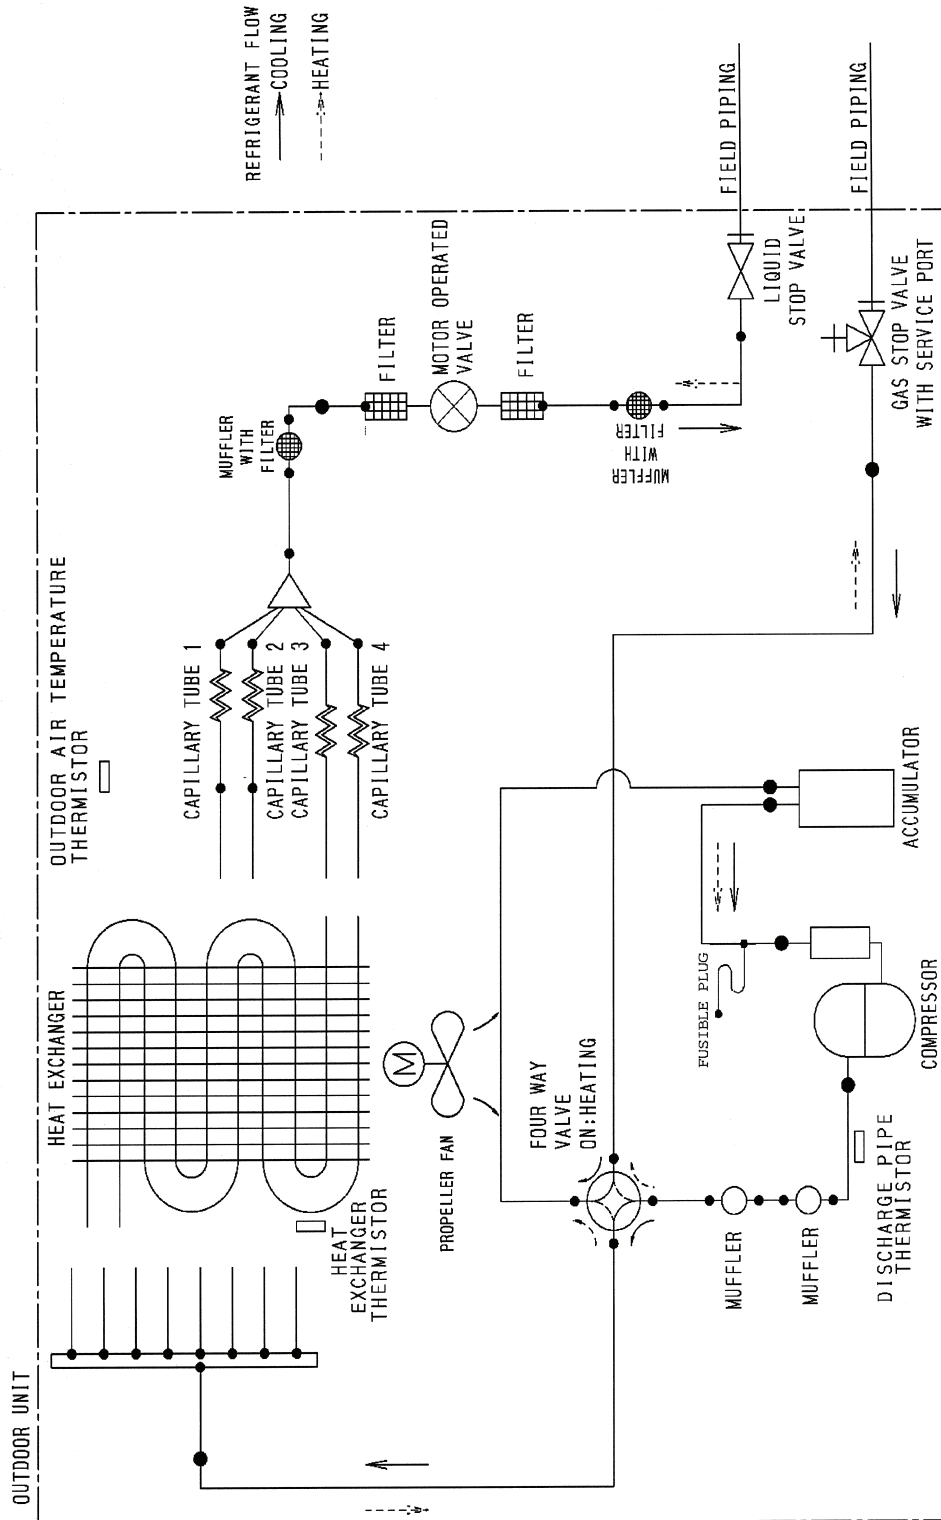 OUTDOOR UNIT
REFRIGERANT FLOW
COOLING
HEATING
OUTDOOR AIR TEMPERATURE
THERMISTOR
HEAT EXCHANGER
HEAT
EXCHANGER
THERMISTOR
CAPILLARY TUBE 1
CAPILLARY TUBE 2
CAPILLARY TUBE 3
CAPILLARY TUBE 4
MUFFLER
WITH
FILTER
FILTER
MOTOR OPERATED
VALVE
FILTER
MUFFLER
WITH
FILTER
LIQUID
STOP VALVE
FIELD PIPING
FIELD PIPING
GAS STOP VALVE
WITH SERVICE PORT
M
PROPELLER FAN
FOUR WAY
VALVE
ON:HEATING
MUFFLER
MUFFLER
DISCHARGE PIPE
THERMISTOR
FUSIBLE PLUG
COMPRESSOR
ACCUMULATOR